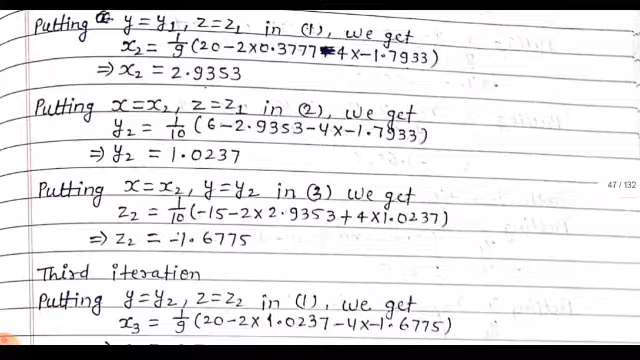 Putting y = y₁, z = z₁ in (1), we get
x₂ = 1/9 (20 - 2 × 0.3777 - 4 × -1.7933)
⇒ x₂ = 2.9353
Putting x = x₂, z = z₁ in (2), we get
y₂ = 1/10 (6 - 2.9353 - 4 × -1.7933)
⇒ y₂ = 1.0237
47 / 132
Putting x = x₂, y = y₂ in (3) we get
z₂ = 1/10 (-15 - 2 × 2.9353 + 4 × 1.0237)
⇒ z₂ = -1.6775
Third iteration
Putting y = y₂, z = z₂ in (1), we get
x₃ = 1/9 (20 - 2 × 1.0237 - 4 × -1.6775)